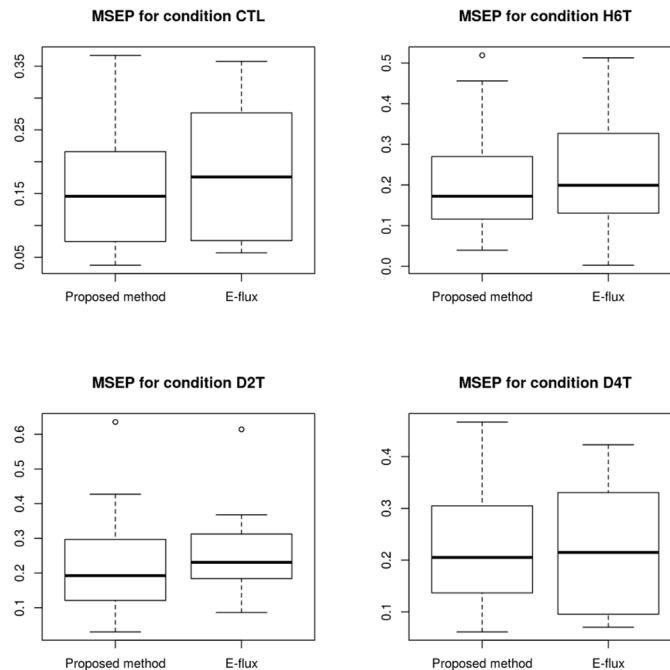 MSEP for condition CTL
0.35
0.25
0.15
0.05
Proposed method
E-flux
MSEP for condition H6T
0.5
0.4
0.3
0.2
0.1
0.0
Proposed method
E-flux
MSEP for condition D2T
0.6
0.5
0.4
0.3
0.2
0.1
Proposed method
E-flux
MSEP for condition D4T
0.4
0.3
0.2
0.1
Proposed method
E-flux